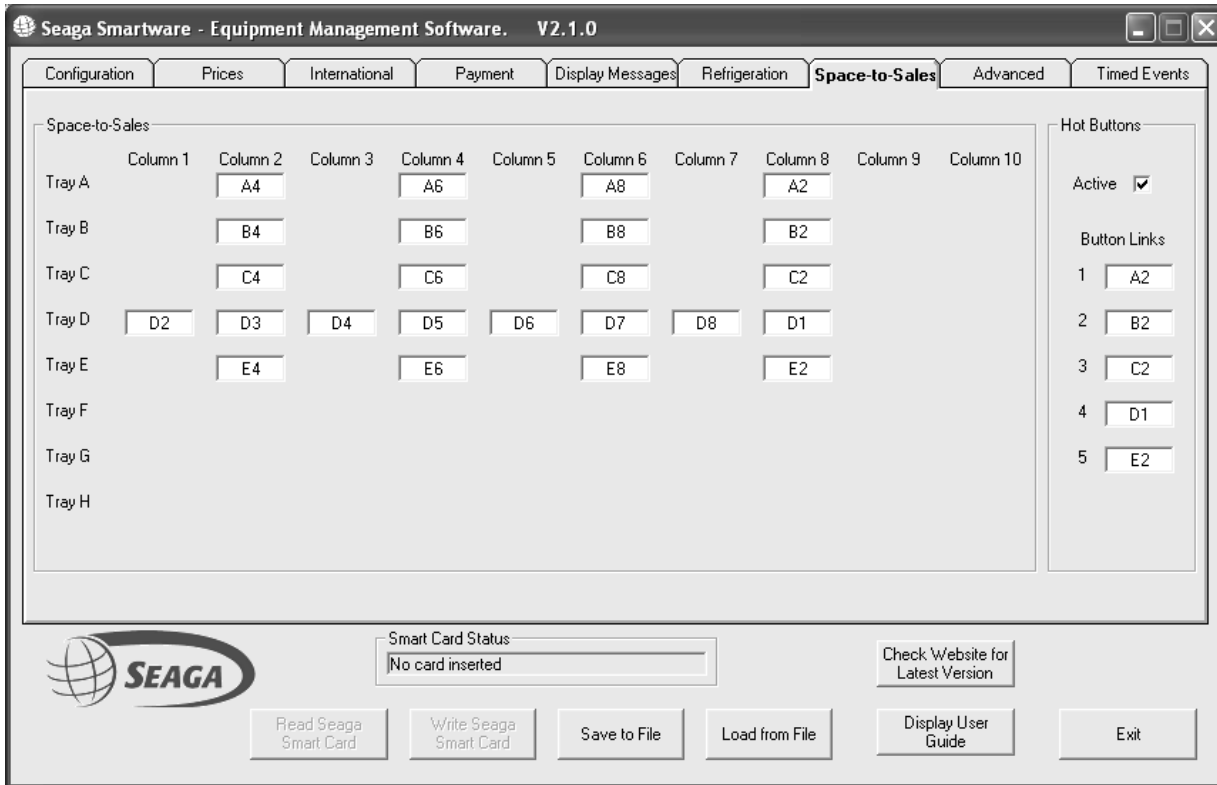 Seaga Smartware - Equipment Management Software. V2.1.0
Configuration Prices International Payment Display Messages Refrigeration Space-to-Sales Advanced Timed Events
Space-to-Sales
Column 1 Column 2 Column 3 Column 4 Column 5 Column 6 Column 7 Column 8 Column 9 Column 10
Tray A A4 A6 A8 A2
Tray B B4 B6 B8 B2
Tray C C4 C6 C8 C2
Tray D D2 D3 D4 D5 D6 D7 D8 D1
Tray E E4 E6 E8 E2
Tray F
Tray G
Tray H
Hot Buttons
Active
Button Links
1 A2
2 B2
3 C2
4 D1
5 E2
SEAGA
Smart Card Status
No card inserted
Check Website for
Latest Version
Read Seaga
Smart Card
Write Seaga
Smart Card
Save to File
Load from File
Display User
Guide
Exit